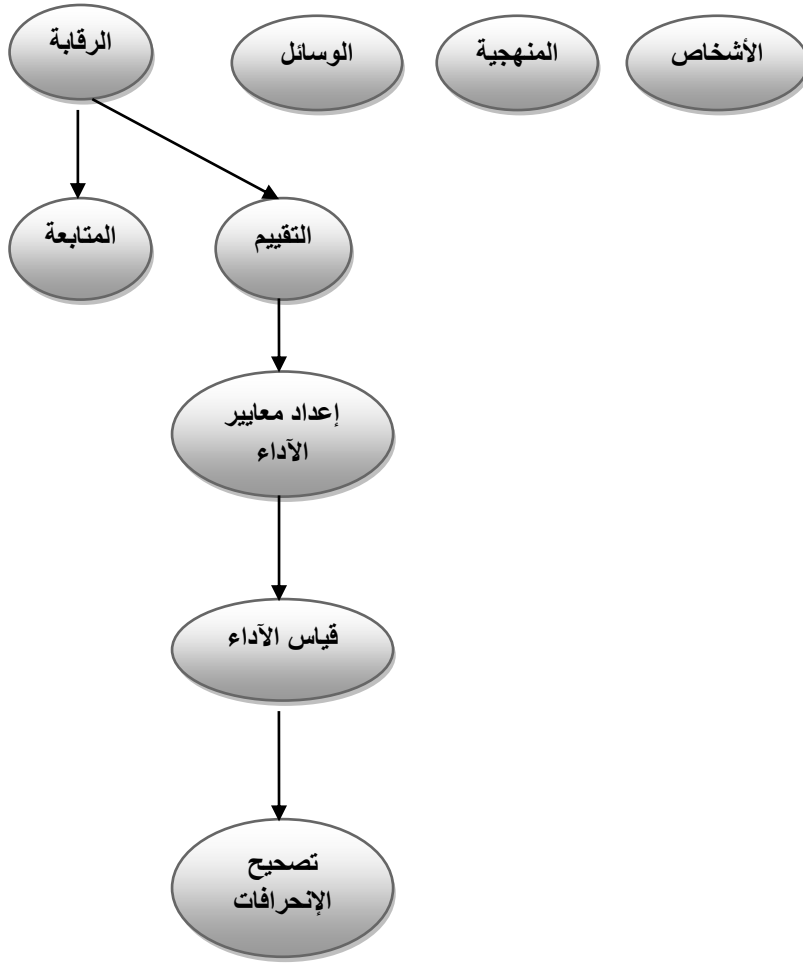 الأشخاص
المنهجية
الوسائل
الرقابة
التقييم
المتابعة
إعداد معايير
الآداء
قياس الآداء
تصحيح
الإنحرافات